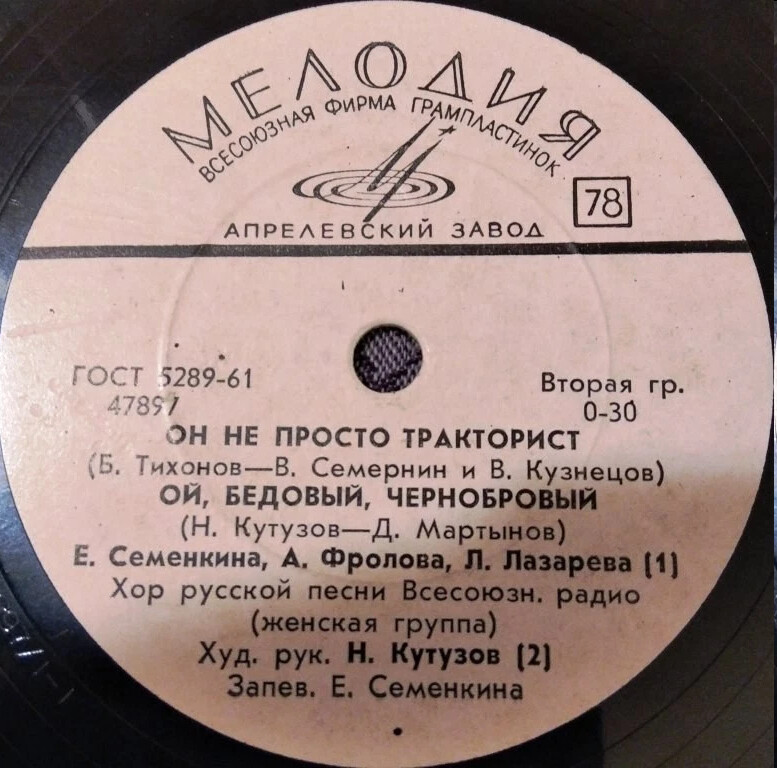 МЕЛОДИЯ
ВСЕСОЮЗНАЯ ФИРМА ГРАМПЛАСТИНОК
78
АПРЕЛЕВСКИЙ ЗАВОД
ГОСТ 5289-61
Вторая гр.
47897
0-30
ОН НЕ ПРОСТО ТРАКТОРИСТ
(Б. Тихонов—В. Семернин и В. Кузнецов)
ОЙ, БЕДОВЫЙ, ЧЕРНОБРОВЫЙ
(Н. Кутузов—Д. Мартынов)
Е. Семенкина, А. Фролова, Л. Лазарева (1)
Хор русской песни Всесоюзн. радио
(женская группа)
Худ. рук. Н. Кутузов (2)
Запев. Е. Семенкина